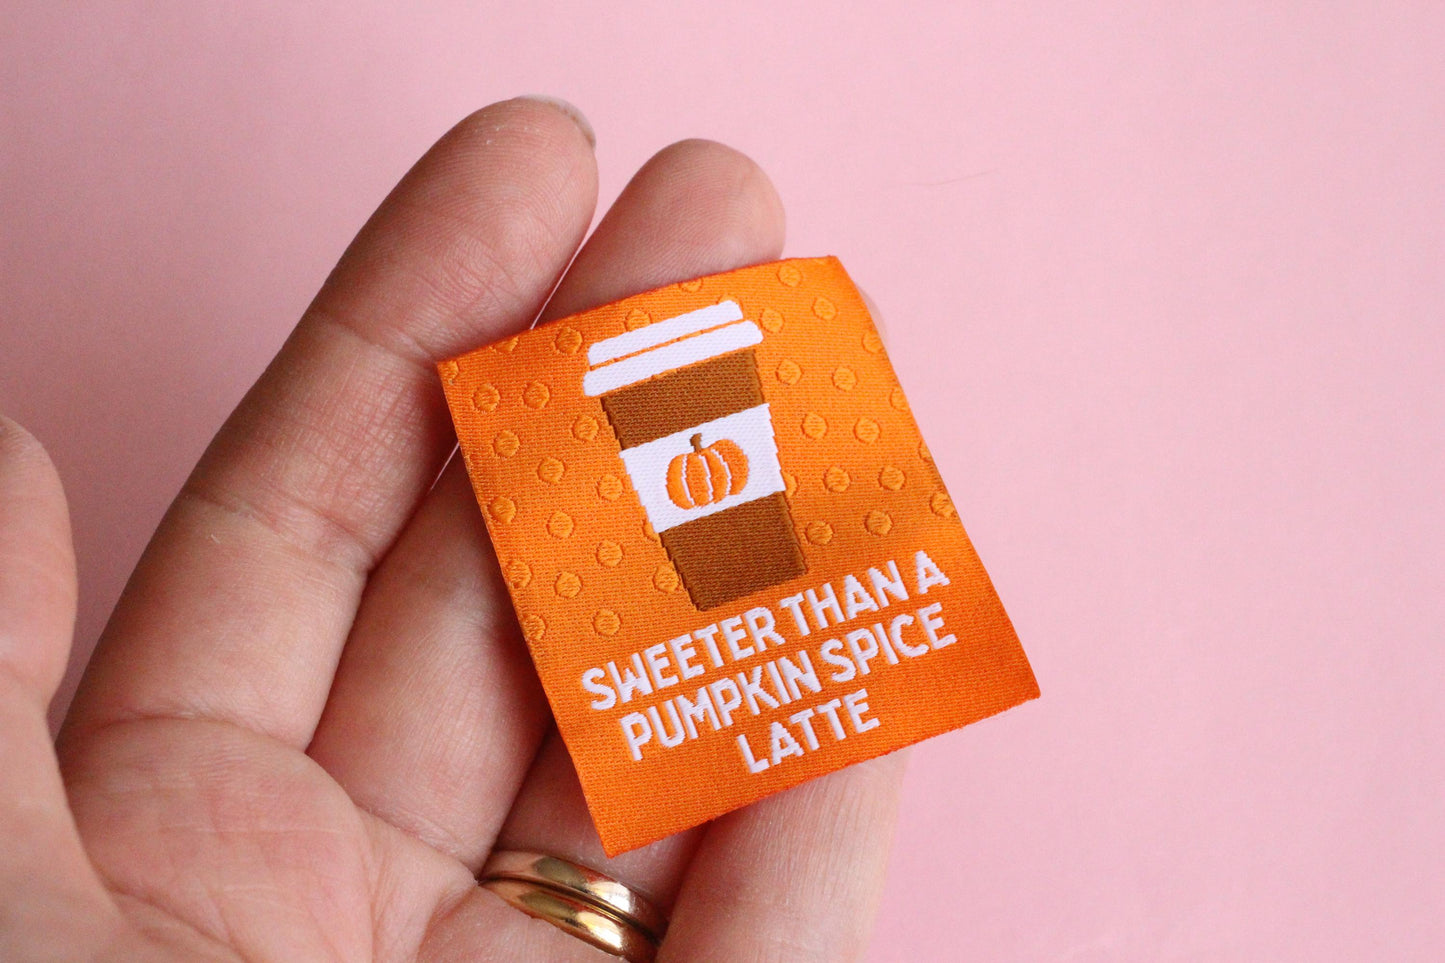 SWEETER THAN A
PUMPKIN SPICE
LATTE